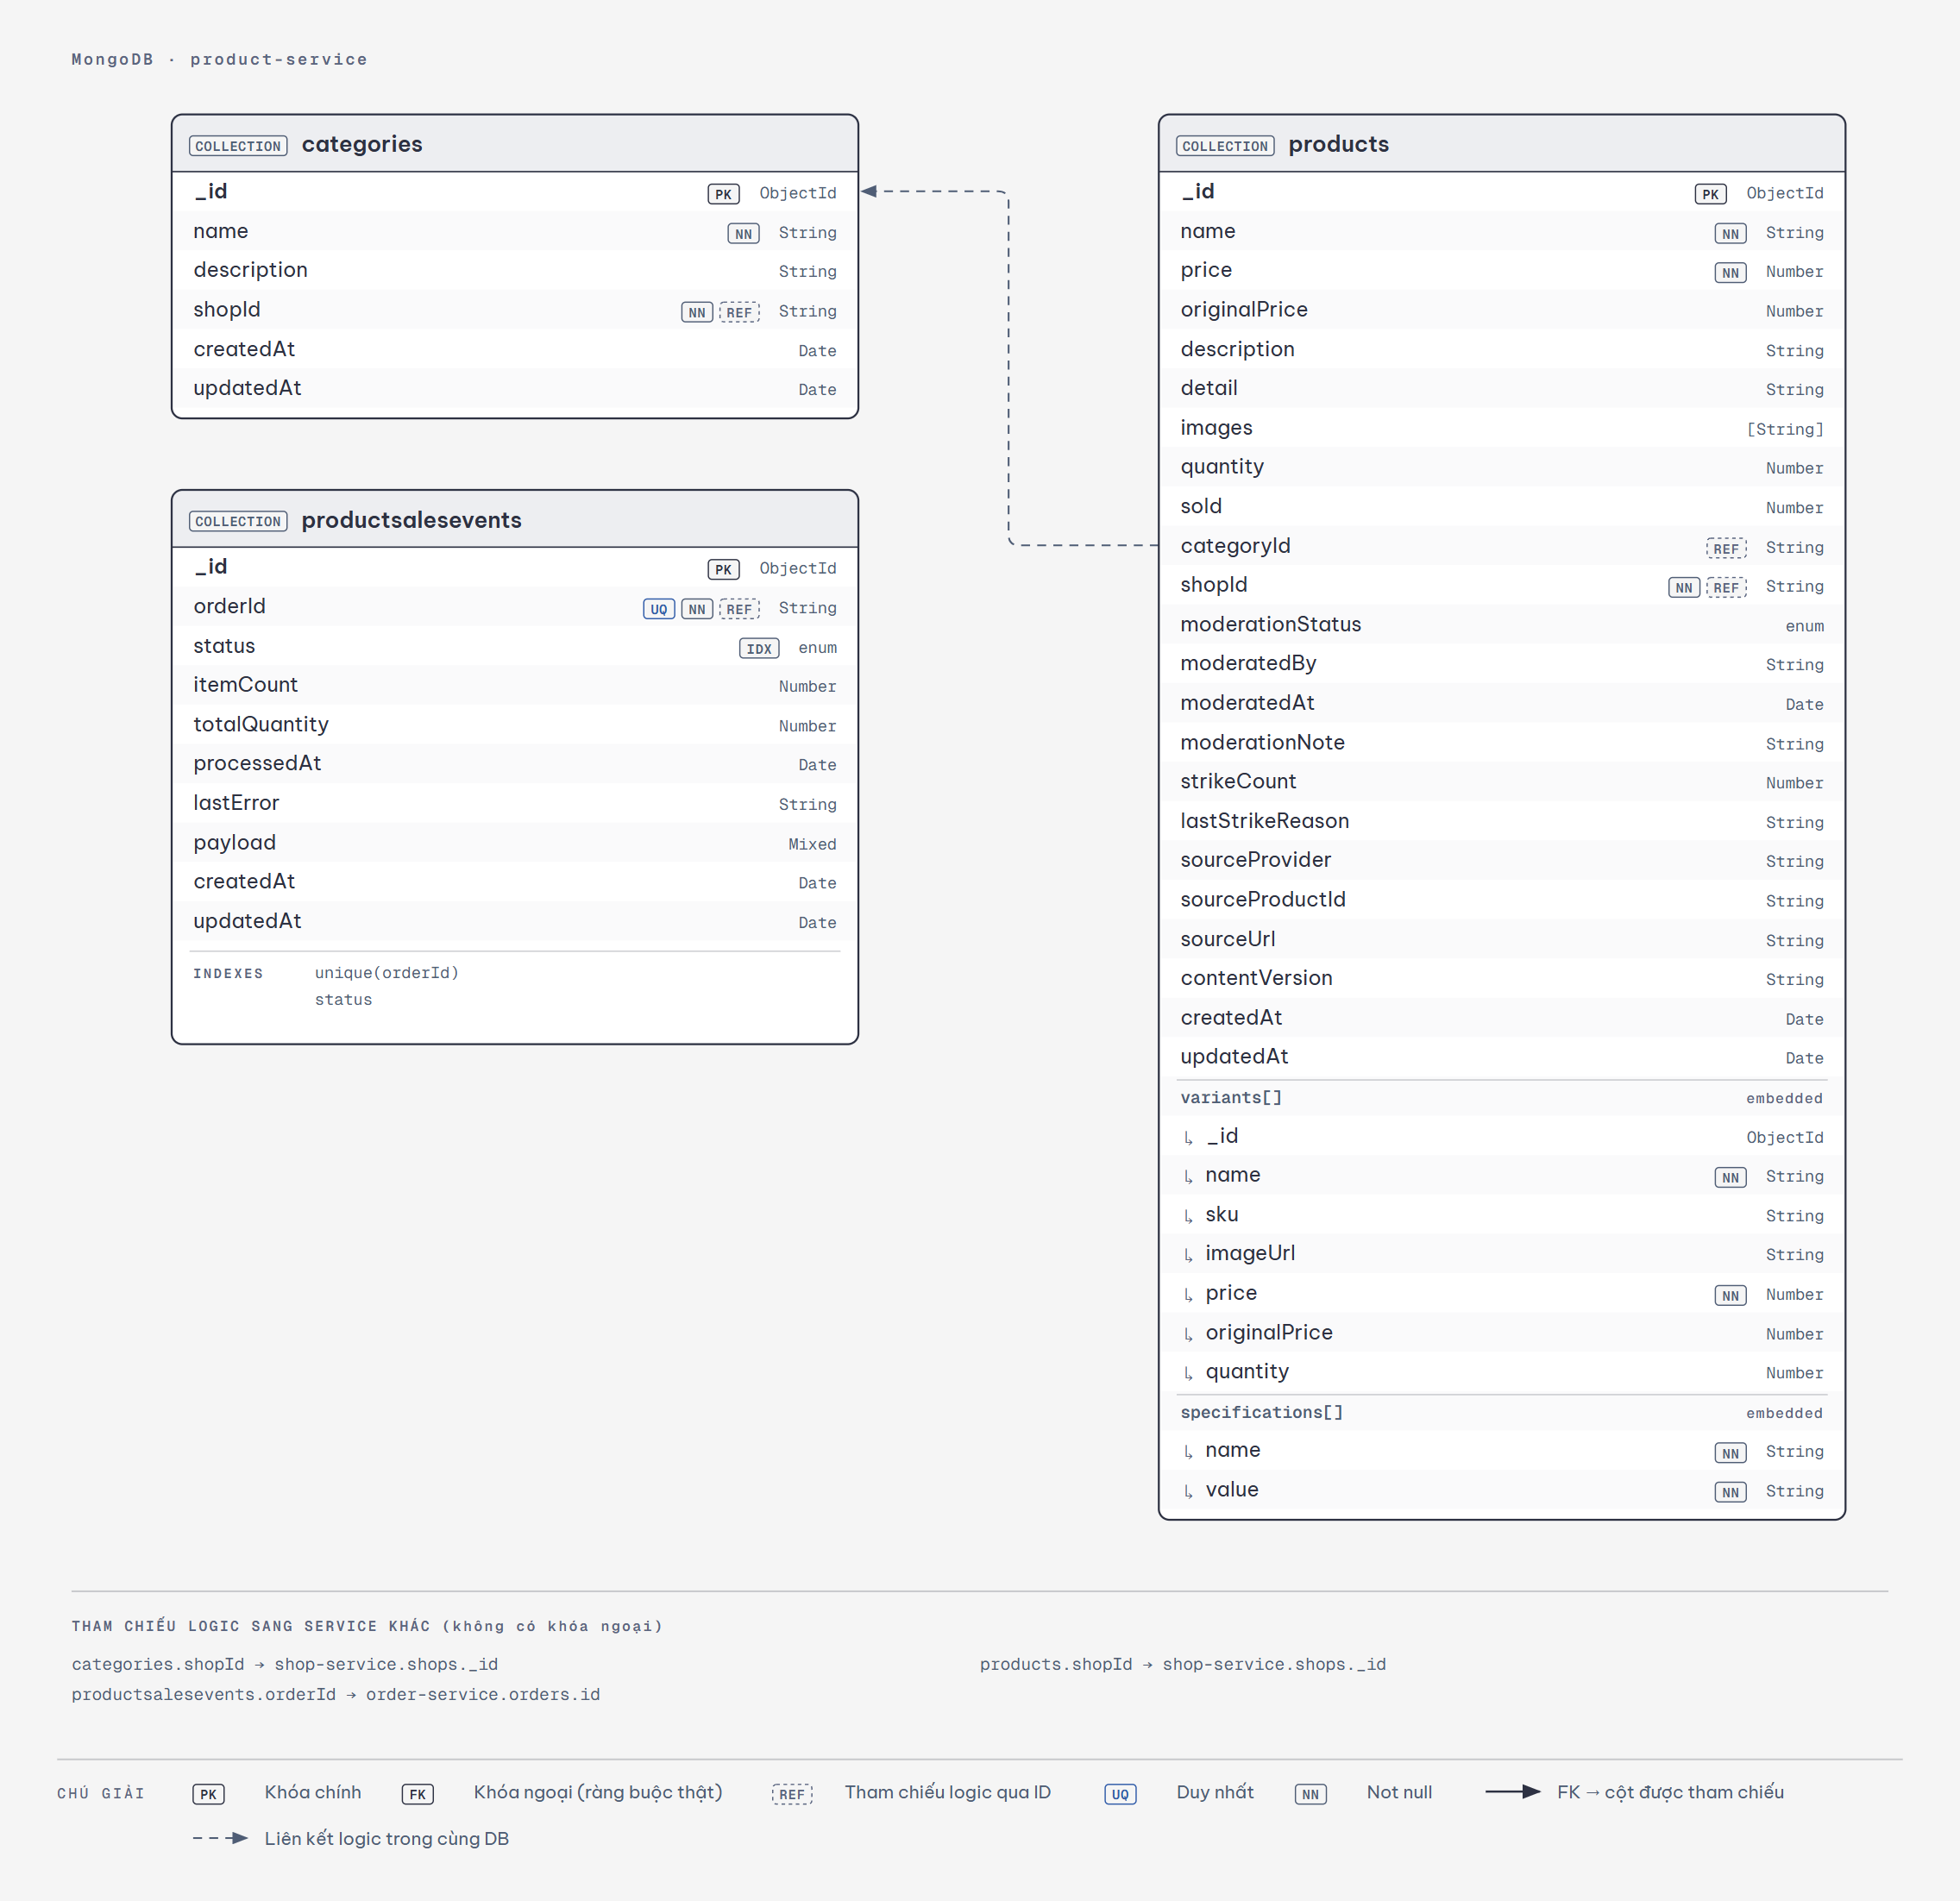 MongoDB · product-service
COLLECTION categories
_id PK ObjectId
name NN String
description String
shopId NN REF String
createdAt Date
updatedAt Date
COLLECTION productsalesevents
_id PK ObjectId
orderId UQ NN REF String
status IDX enum
itemCount Number
totalQuantity Number
processedAt Date
lastError String
payload Mixed
createdAt Date
updatedAt Date
INDEXES unique(orderId)
status
COLLECTION products
_id PK ObjectId
name NN String
price NN Number
originalPrice Number
description String
detail String
images [String]
quantity Number
sold Number
categoryId REF String
shopId NN REF String
moderationStatus enum
moderatedBy String
moderatedAt Date
moderationNote String
strikeCount Number
lastStrikeReason String
sourceProvider String
sourceProductId String
sourceUrl String
contentVersion String
createdAt Date
updatedAt Date
variants[] embedded
↳ _id ObjectId
↳ name NN String
↳ sku String
↳ imageUrl String
↳ price NN Number
↳ originalPrice Number
↳ quantity Number
specifications[] embedded
↳ name NN String
↳ value NN String
THAM CHIẾU LOGIC SANG SERVICE KHÁC (không có khóa ngoại)
categories.shopId → shop-service.shops._id
products.shopId → shop-service.shops._id
productsalesevents.orderId → order-service.orders.id
CHÚ GIẢI PK Khóa chính FK Khóa ngoại (ràng buộc thật) REF Tham chiếu logic qua ID UQ Duy nhất NN Not null FK → cột được tham chiếu
Liên kết logic trong cùng DB